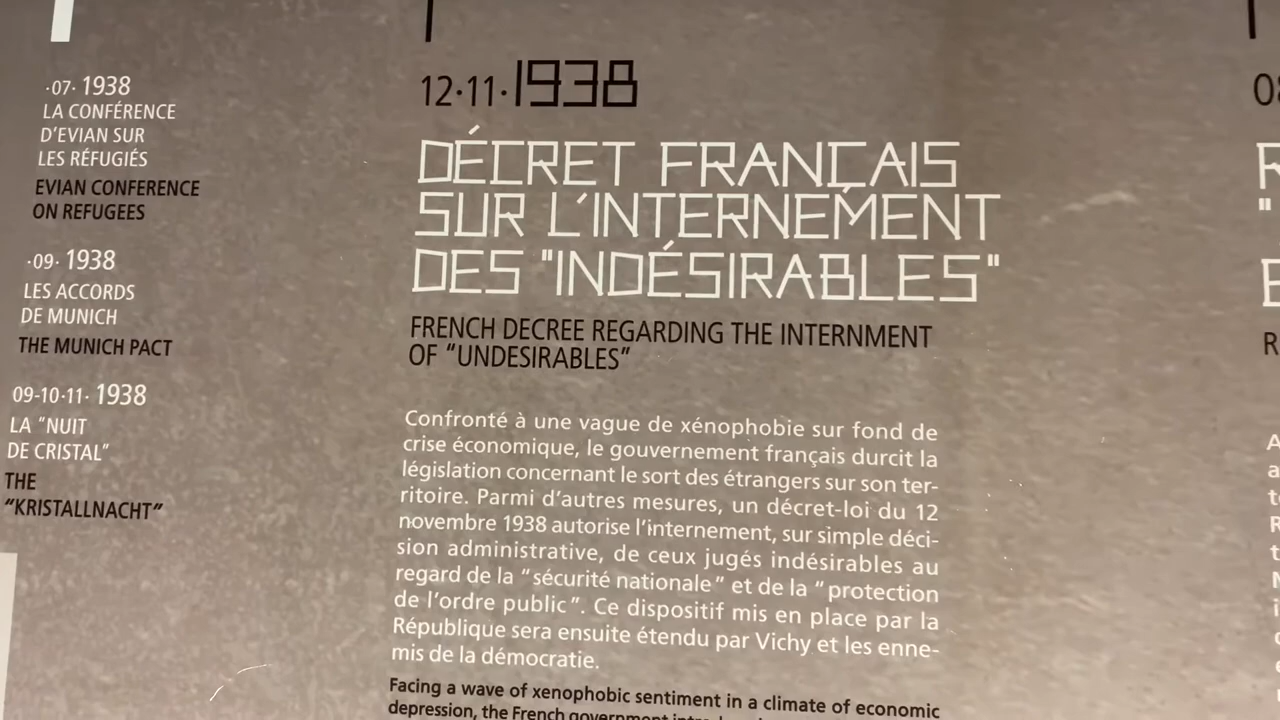 ·07· 1938
LA CONFÉRENCE
D'EVIAN SUR
LES RÉFUGIÉS
EVIAN CONFERENCE
ON REFUGEES
·09· 1938
LES ACCORDS
DE MUNICH
THE MUNICH PACT
09-10-11· 1938
LA "NUIT
DE CRISTAL"
THE
"KRISTALLNACHT"
12·11·1938
DÉCRET FRANÇAIS
SUR L'INTERNEMENT
DES "INDÉSIRABLES"
FRENCH DECREE REGARDING THE INTERNMENT
OF "UNDESIRABLES"
Confronté à une vague de xénophobie sur fond de
crise économique, le gouvernement français durcit la
législation concernant le sort des étrangers sur son ter-
ritoire. Parmi d'autres mesures, un décret-loi du 12
novembre 1938 autorise l'internement, sur simple déci-
sion administrative, de ceux jugés indésirables au
regard de la "sécurité nationale" et de la "protection
de l'ordre public". Ce dispositif mis en place par la
République sera ensuite étendu par Vichy et les enne-
mis de la démocratie.
Facing a wave of xenophobic sentiment in a climate of economic
depression, the French government